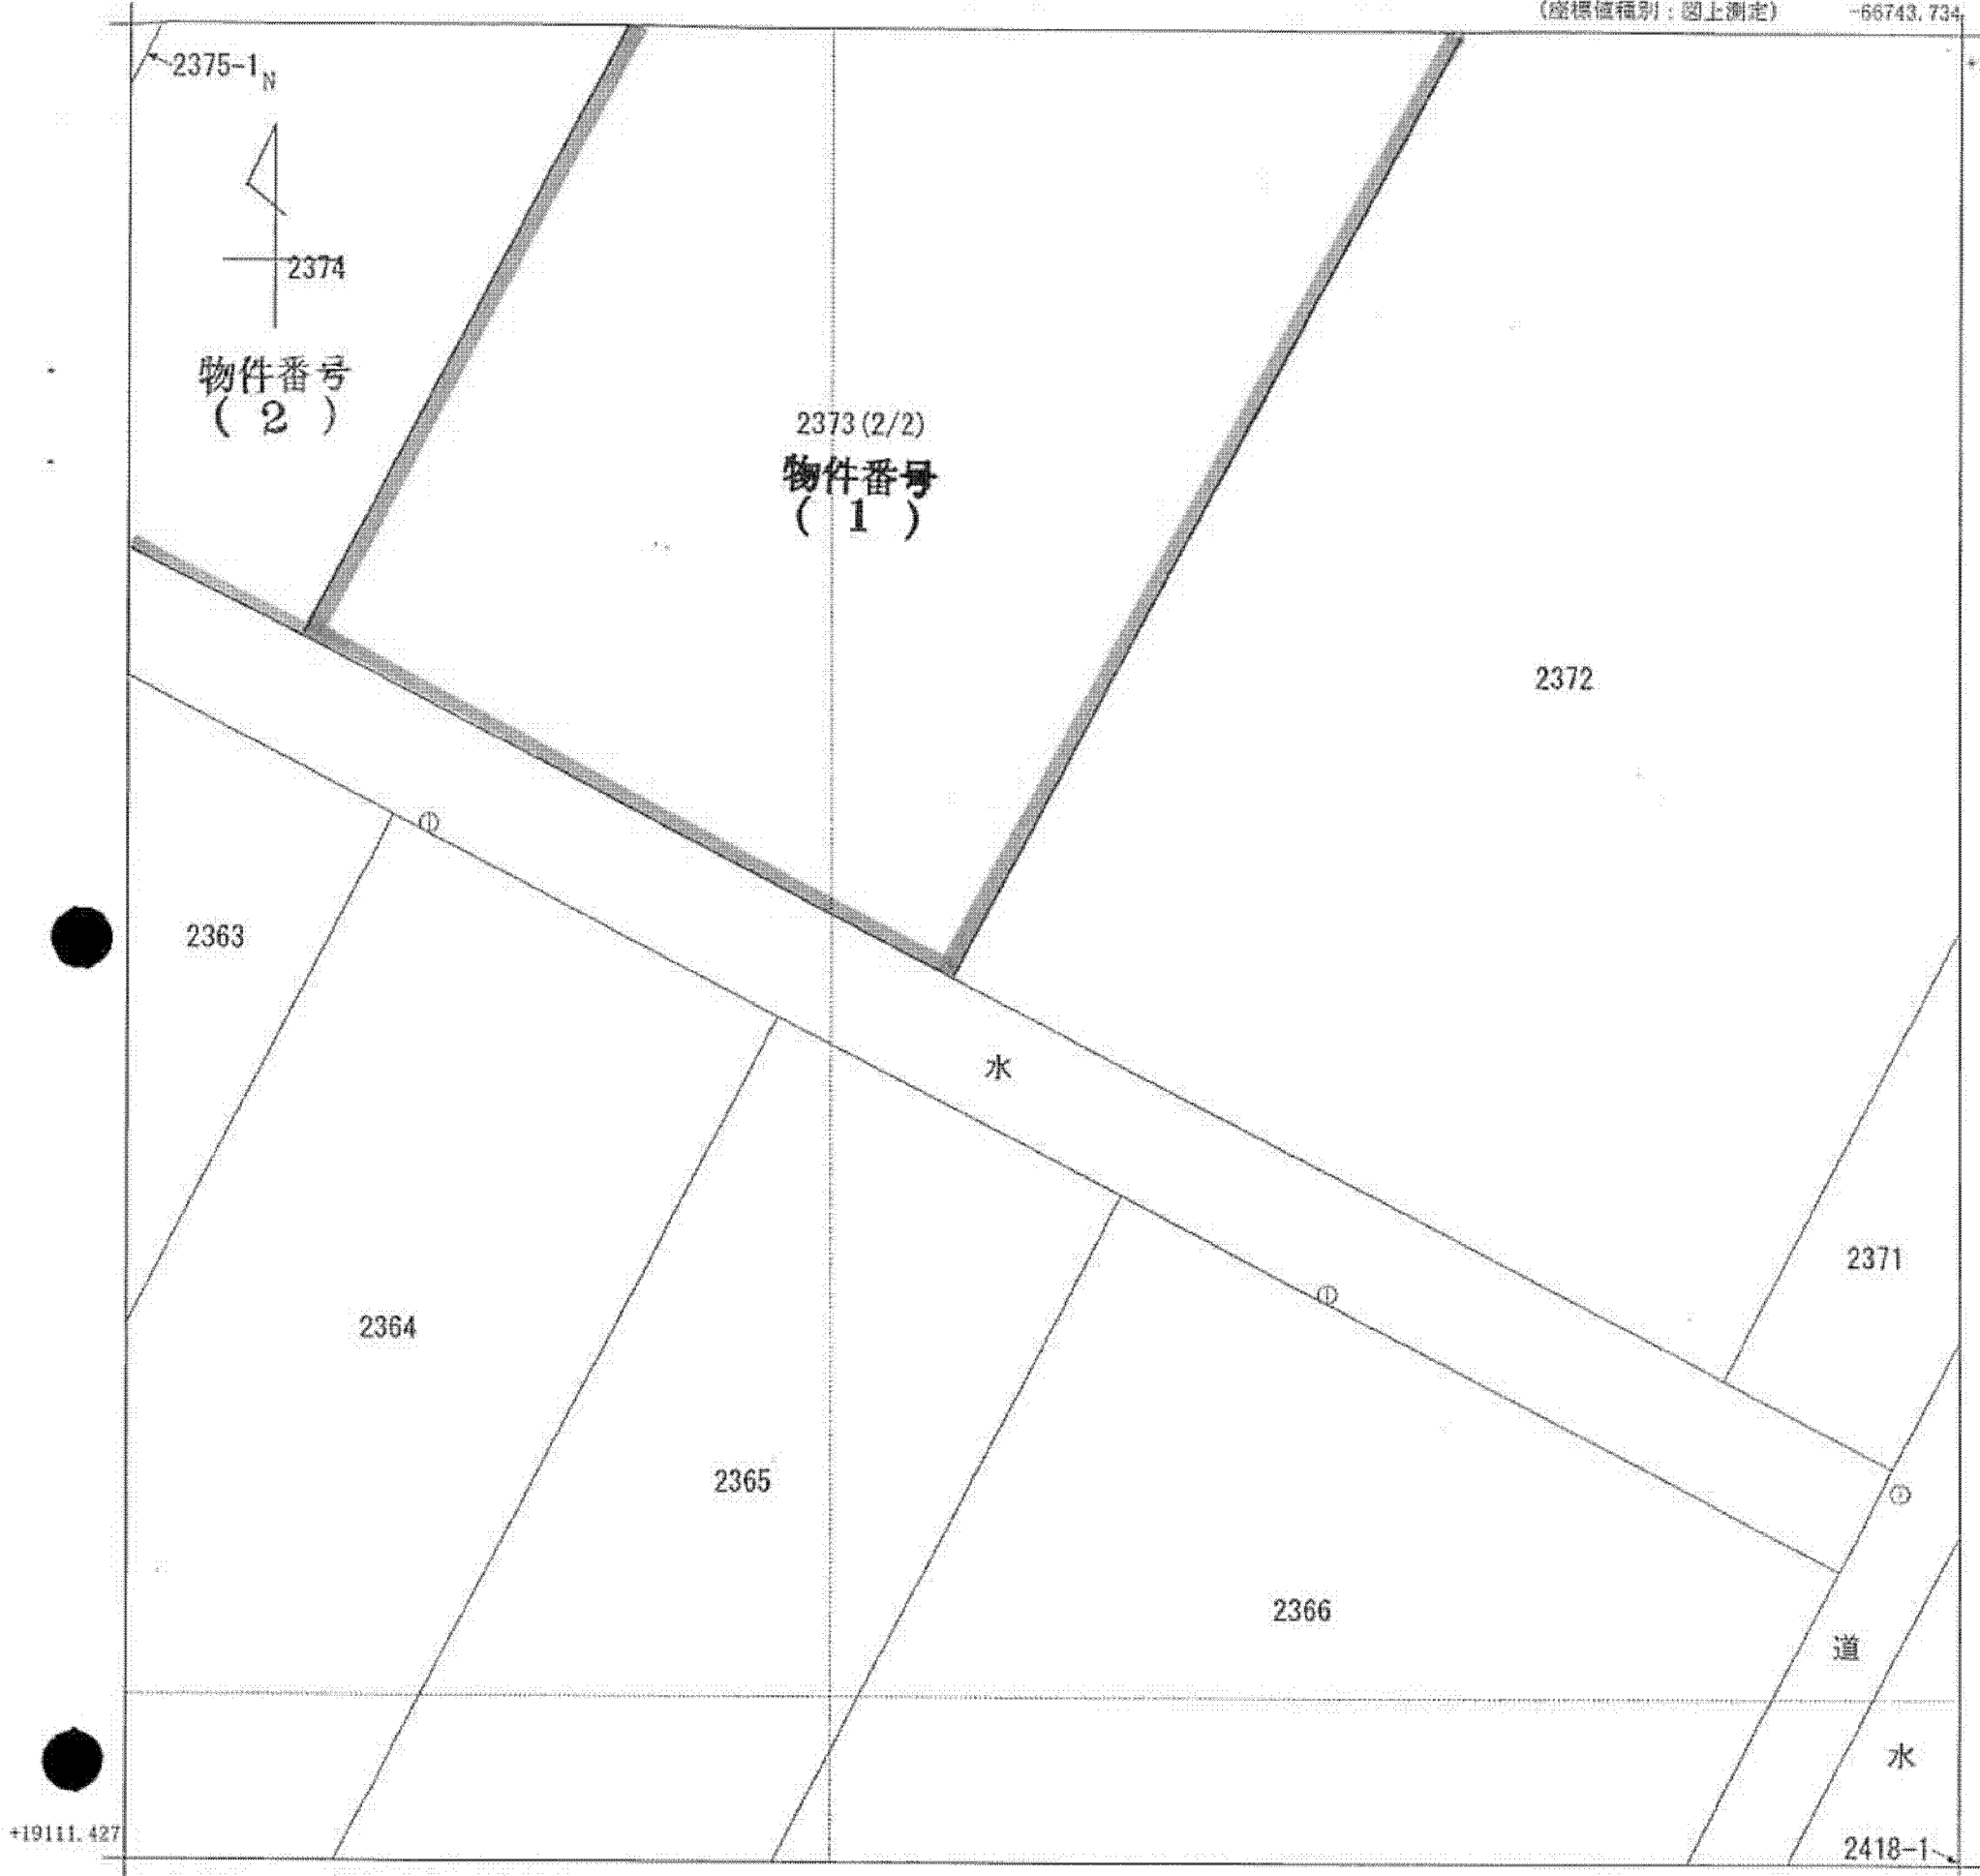 (座標値種別：図上測定) -66743.734
2375-1
N
2374
物件番号
( 2 )
2373(2/2)
物件番号
( 1 )
2372
①
2363
水
2371
2364
①
2365
2366
道
水
+19111.427
2418-1